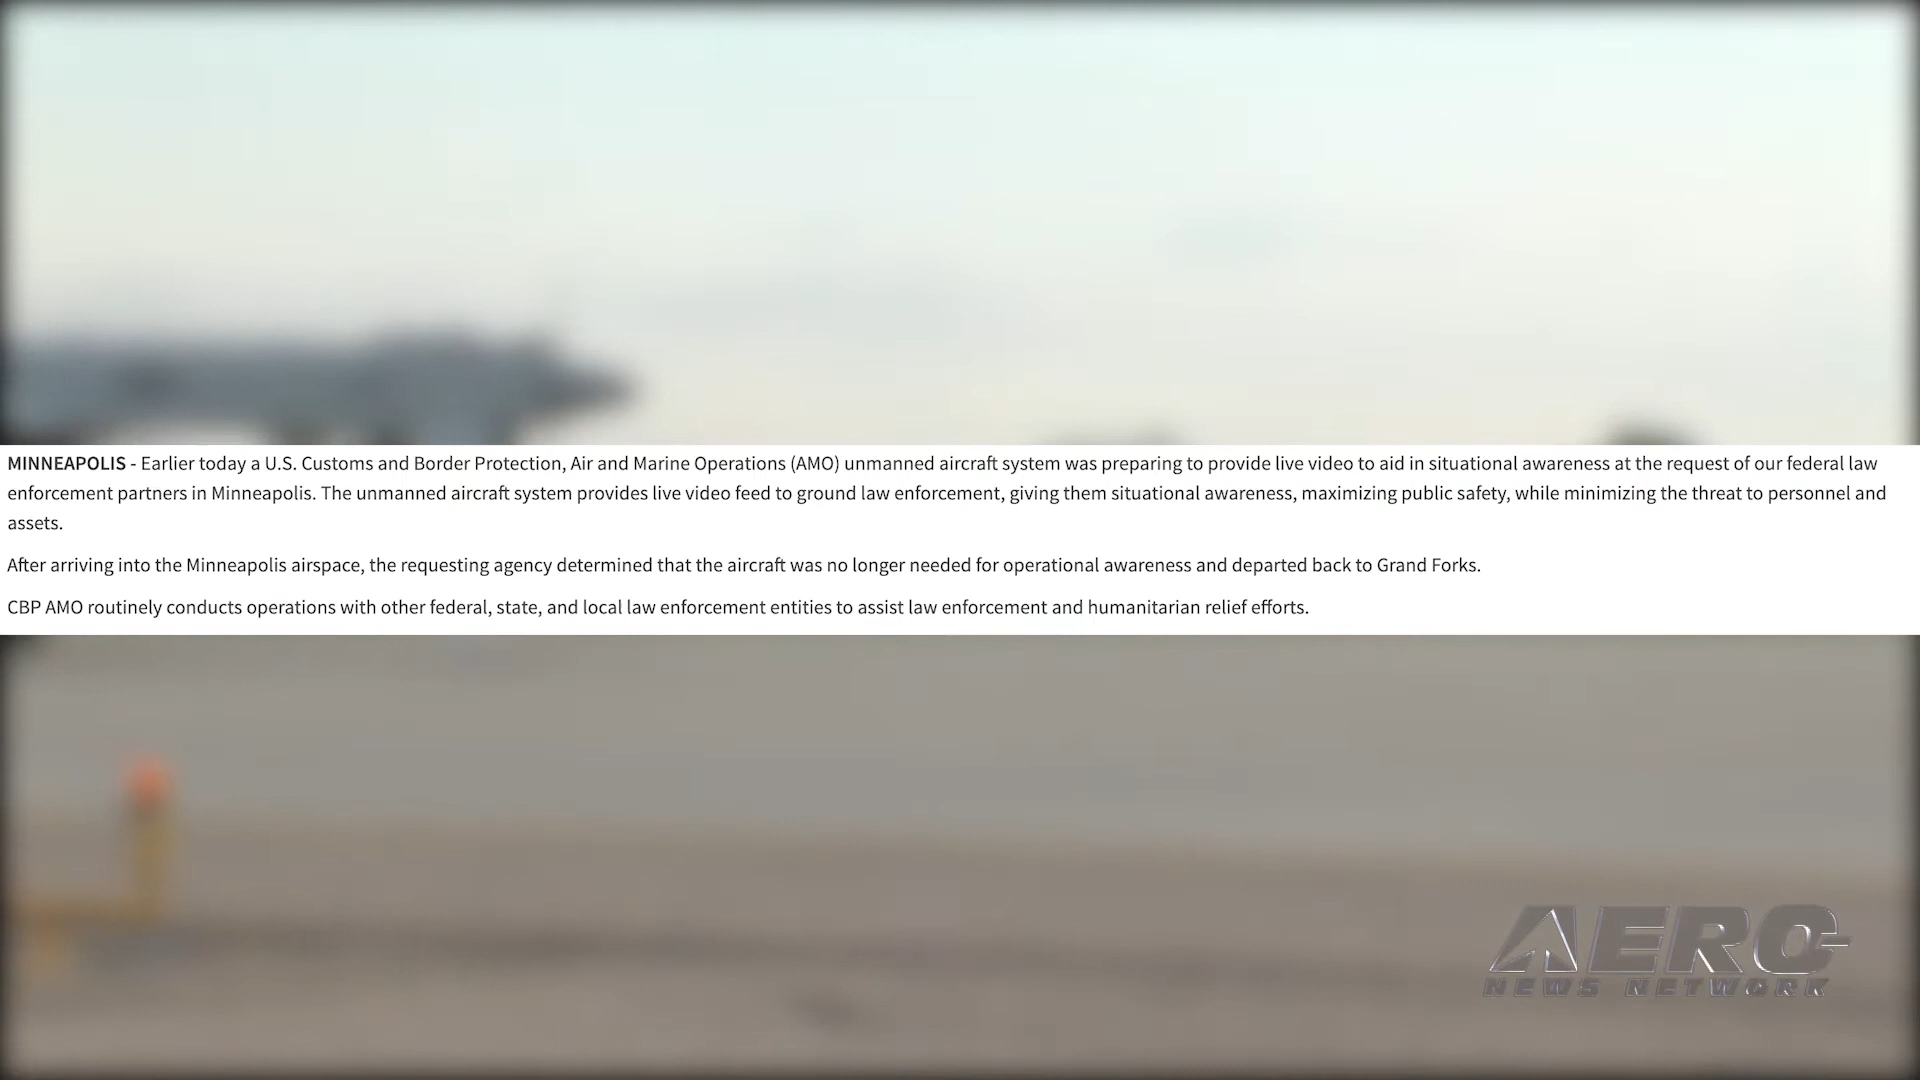 MINNEAPOLIS - Earlier today a U.S. Customs and Border Protection, Air and Marine Operations (AMO) unmanned aircraft system was preparing to provide live video to aid in situational awareness at the request of our federal law
enforcement partners in Minneapolis. The unmanned aircraft system provides live video feed to ground law enforcement, giving them situational awareness, maximizing public safety, while minimizing the threat to personnel and
assets.
After arriving into the Minneapolis airspace, the requesting agency determined that the aircraft was no longer needed for operational awareness and departed back to Grand Forks.
CBP AMO routinely conducts operations with other federal, state, and local law enforcement entities to assist law enforcement and humanitarian relief efforts.
AERO
NEWS NETWORK